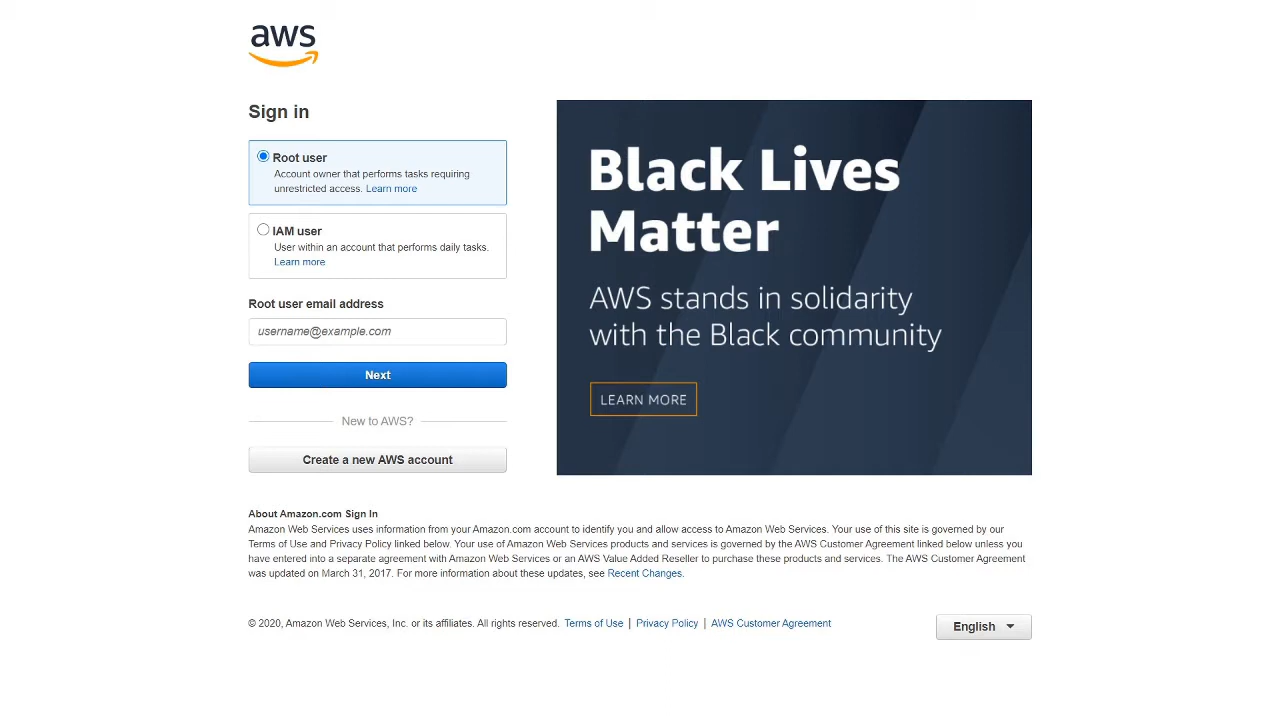 aws
Sign in
Root user
Account owner that performs tasks requiring
unrestricted access. Learn more
IAM user
User within an account that performs daily tasks.
Learn more
Root user email address
username@example.com
Next
New to AWS?
Create a new AWS account
Black Lives
Matter
AWS stands in solidarity
with the Black community
LEARN MORE
About Amazon.com Sign In
Amazon Web Services uses information from your Amazon.com account to identify you and allow access to Amazon Web Services. Your use of this site is governed by our
Terms of Use and Privacy Policy linked below. Your use of Amazon Web Services products and services is governed by the AWS Customer Agreement linked below unless you
have entered into a separate agreement with Amazon Web Services or an AWS Value Added Reseller to purchase these products and services. The AWS Customer Agreement
was updated on March 31, 2017. For more information about these updates, see Recent Changes.
© 2020, Amazon Web Services, Inc. or its affiliates. All rights reserved. Terms of Use | Privacy Policy | AWS Customer Agreement
English